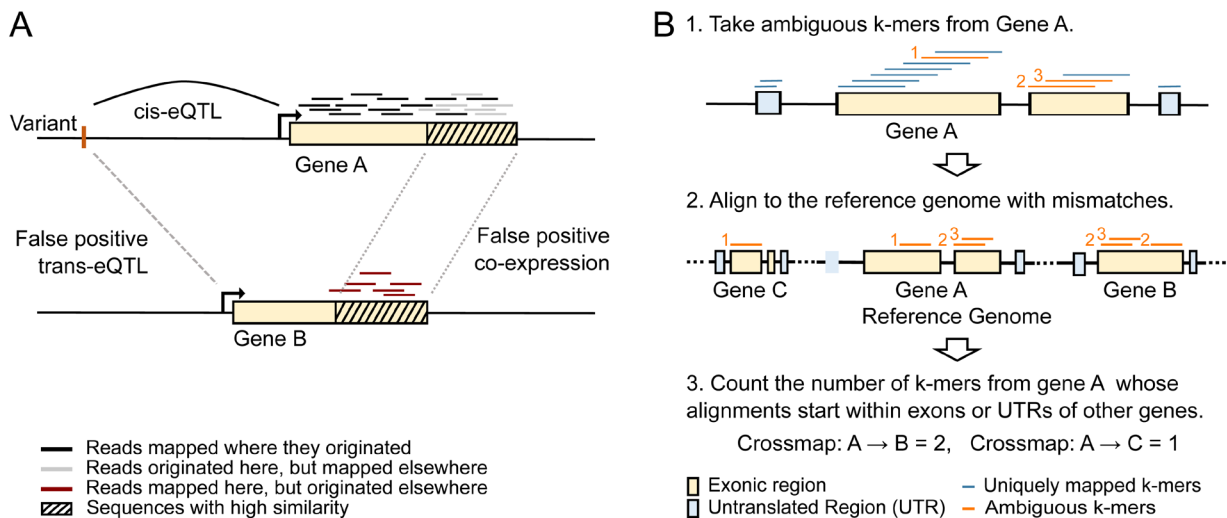 A
cis-eQTL
Variant
Gene A
False positive
trans-eQTL
False positive
co-expression
Gene B
Reads mapped where they originated
Reads originated here, but mapped elsewhere
Reads mapped here, but originated elsewhere
Sequences with high similarity
B
1. Take ambiguous k-mers from Gene A.
1
2 3
Gene A
2. Align to the reference genome with mismatches.
1 1 2 3 2 3 2
Gene C Gene A Gene B
Reference Genome
3. Count the number of k-mers from gene A whose
alignments start within exons or UTRs of other genes.
Crossmap: A → B = 2, Crossmap: A → C = 1
Exonic region Uniquely mapped k-mers
Untranslated Region (UTR) Ambiguous k-mers